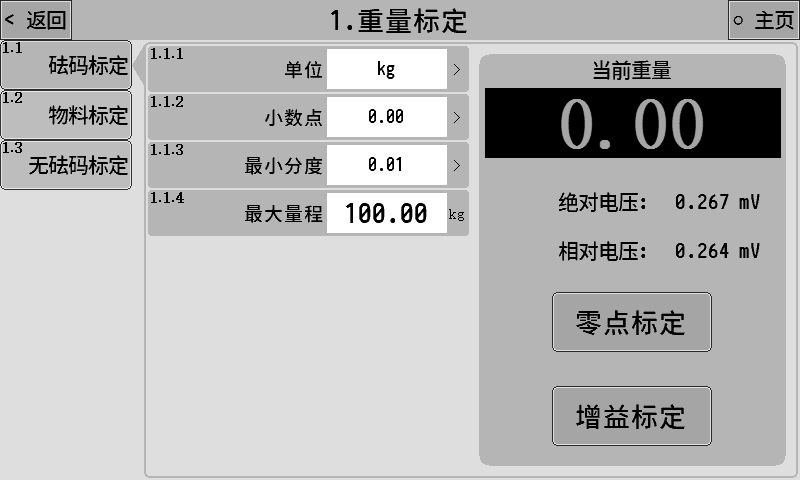 < 返回
1.重量标定
○ 主页
1.1
砝码标定
1.2
物料标定
1.3
无砝码标定
1.1.1
单位 kg >
1.1.2
小数点 0.00 >
1.1.3
最小分度 0.01 >
1.1.4
最大量程 100.00 kg
当前重量
0.00
绝对电压: 0.267 mV
相对电压: 0.264 mV
零点标定
增益标定